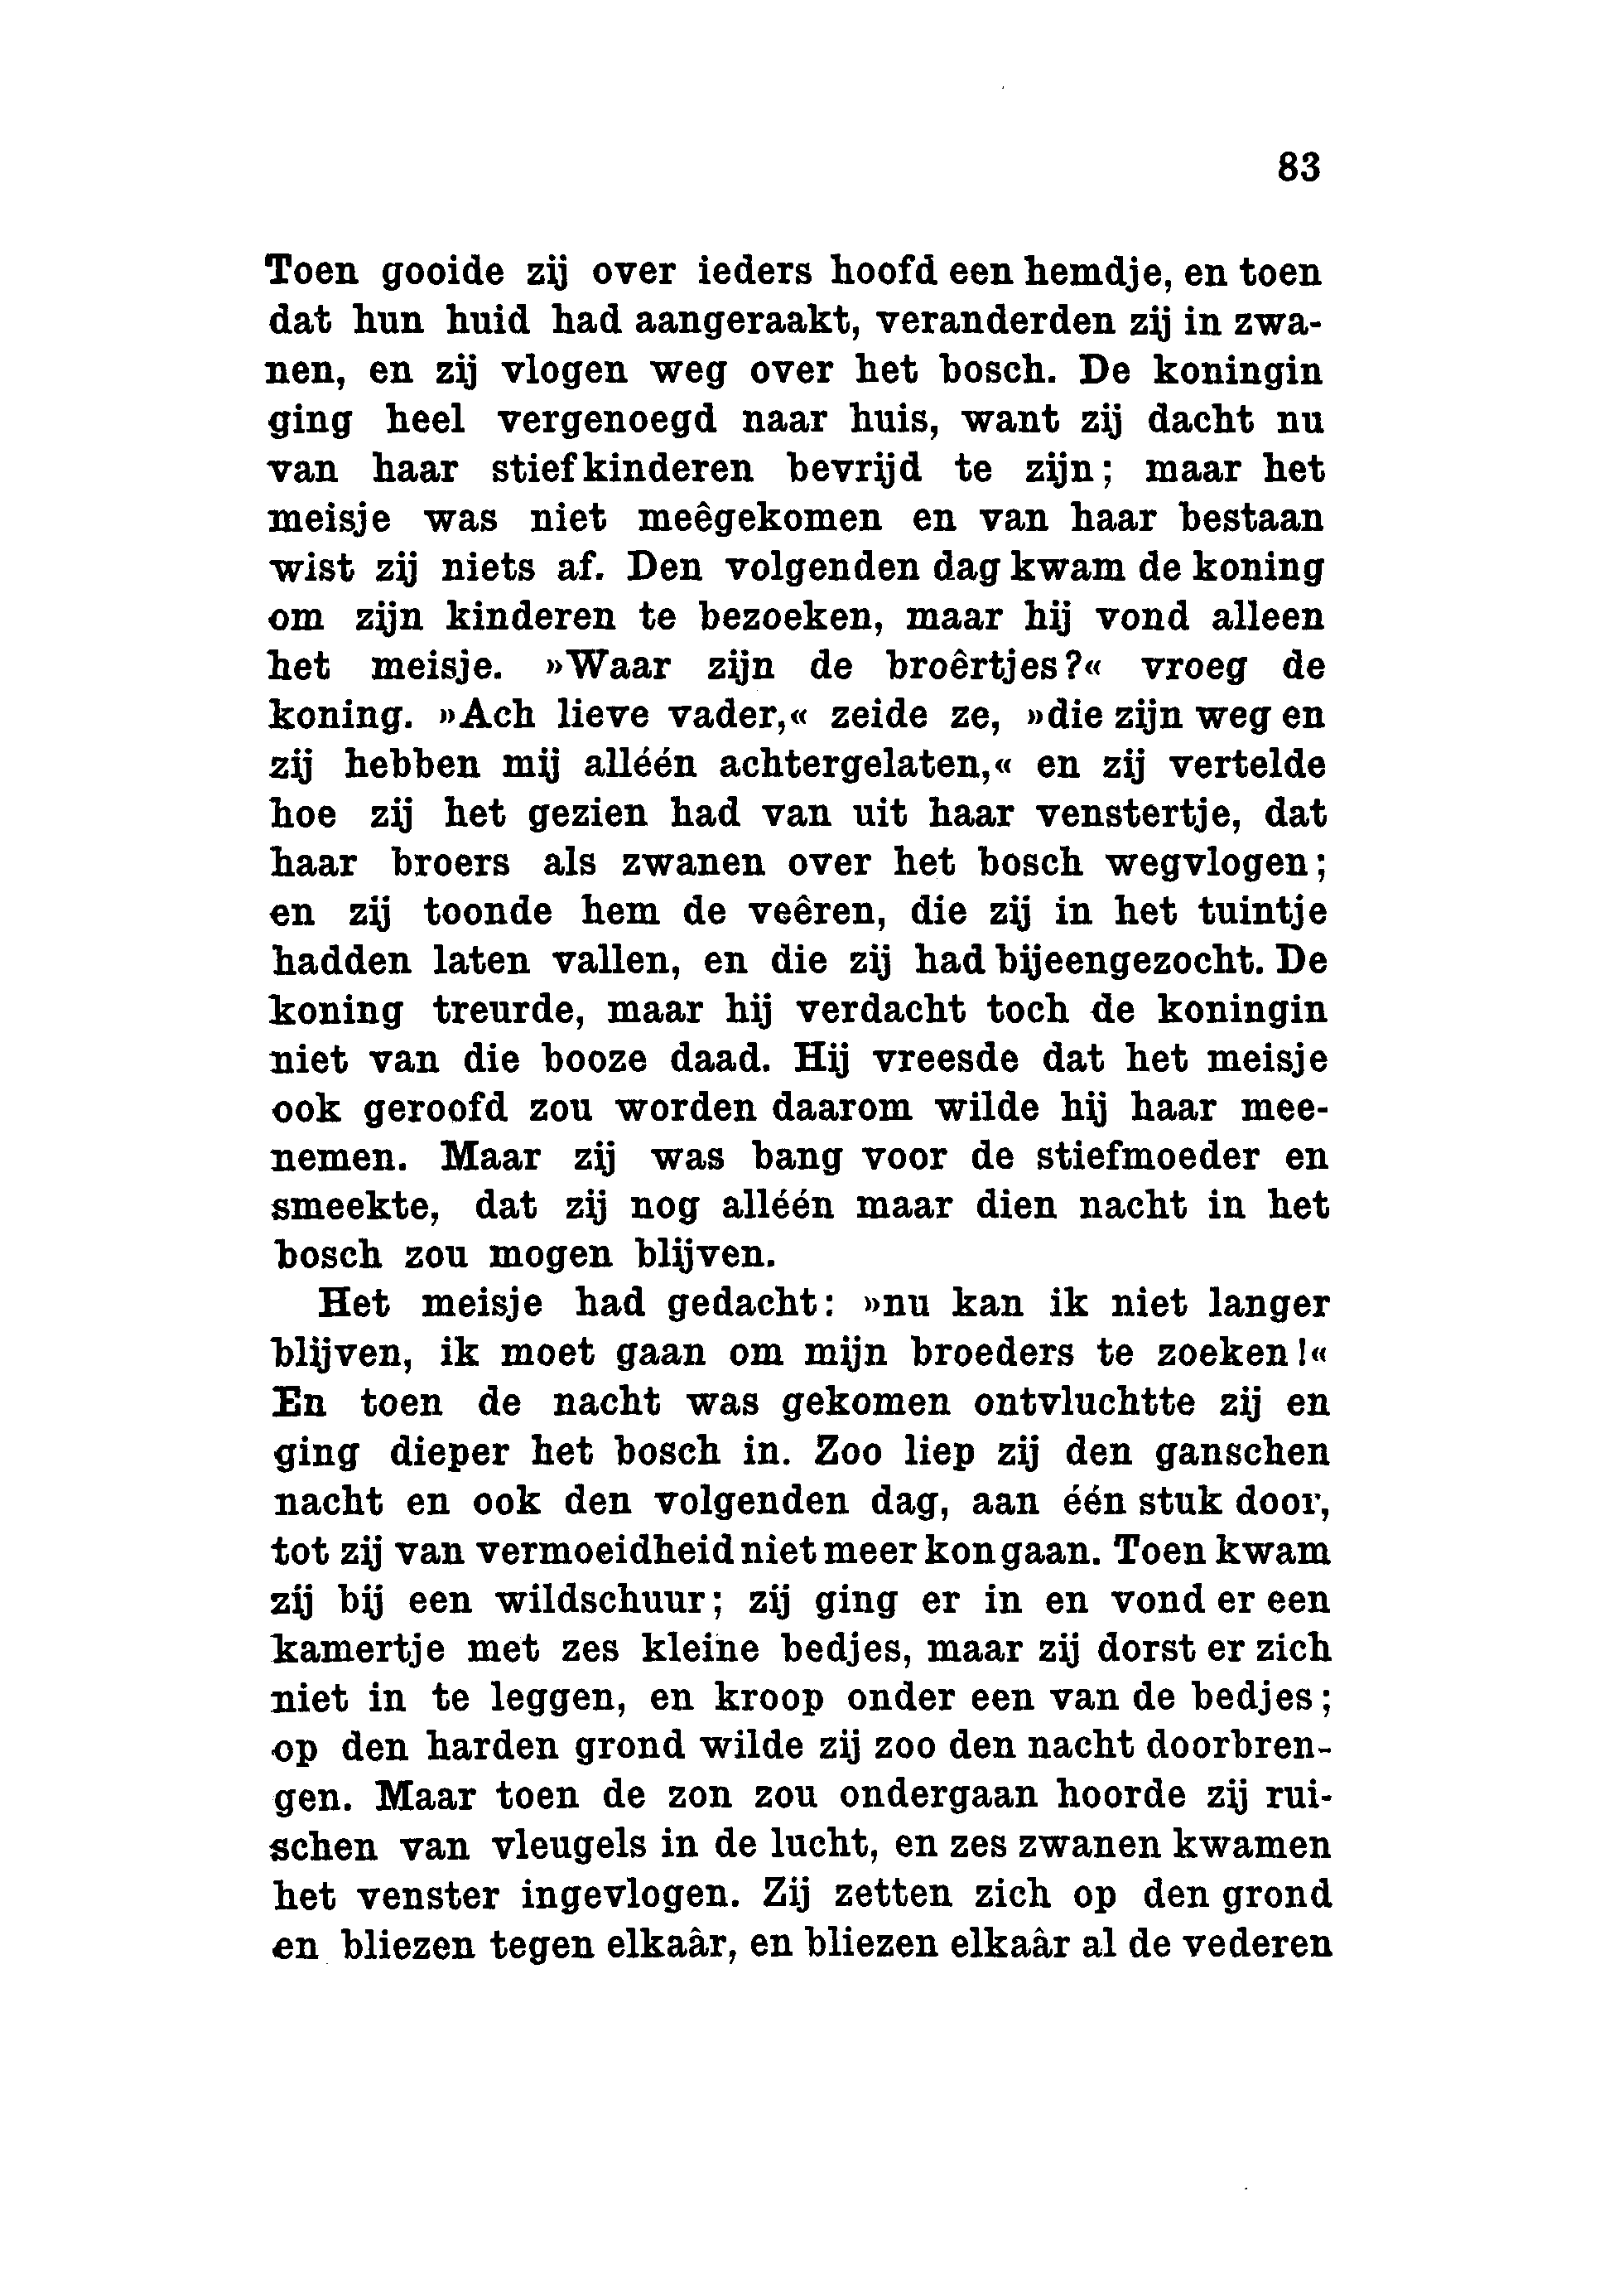 83
Toen gooide zij over ieders hoofd een hemdje, en toen
dat hun huid had aangeraakt, veranderden zij in zwa-
nen, en zij vlogen weg over het bosch. De koningin
ging heel vergenoegd naar huis, want zij dacht nu
van haar stiefkinderen bevrijd te zijn; maar het
meisje was niet meêgekomen en van haar bestaan
wist zij niets af. Den volgenden dag kwam de koning
om zijn kinderen te bezoeken, maar hij vond alleen
het meisje. »Waar zijn de broêrtjes?« vroeg de
koning. »Ach lieve vader,« zeide ze, »die zijn weg en
zij hebben mij alléén achtergelaten,« en zij vertelde
hoe zij het gezien had van uit haar venstertje, dat
haar broers als zwanen over het bosch wegvlogen;
en zij toonde hem de veêren, die zij in het tuintje
hadden laten vallen, en die zij had bijeengezocht. De
koning treurde, maar hij verdacht toch de koningin
niet van die booze daad. Hij vreesde dat het meisje
ook geroofd zou worden daarom wilde hij haar mee-
nemen. Maar zij was bang voor de stiefmoeder en
smeekte, dat zij nog alléén maar dien nacht in het
bosch zou mogen blijven.
Het meisje had gedacht: »nu kan ik niet langer
blijven, ik moet gaan om mijn broeders te zoeken!«
En toen de nacht was gekomen ontvluchtte zij en
ging dieper het bosch in. Zoo liep zij den ganschen
nacht en ook den volgenden dag, aan één stuk door,
tot zij van vermoeidheid niet meer kon gaan. Toen kwam
zij bij een wildschuur; zij ging er in en vond er een
kamertje met zes kleine bedjes, maar zij dorst er zich
niet in te leggen, en kroop onder een van de bedjes;
op den harden grond wilde zij zoo den nacht doorbren-
gen. Maar toen de zon zou ondergaan hoorde zij rui-
schen van vleugels in de lucht, en zes zwanen kwamen
het venster ingevlogen. Zij zetten zich op den grond
en bliezen tegen elkaâr, en bliezen elkaâr al de vederen